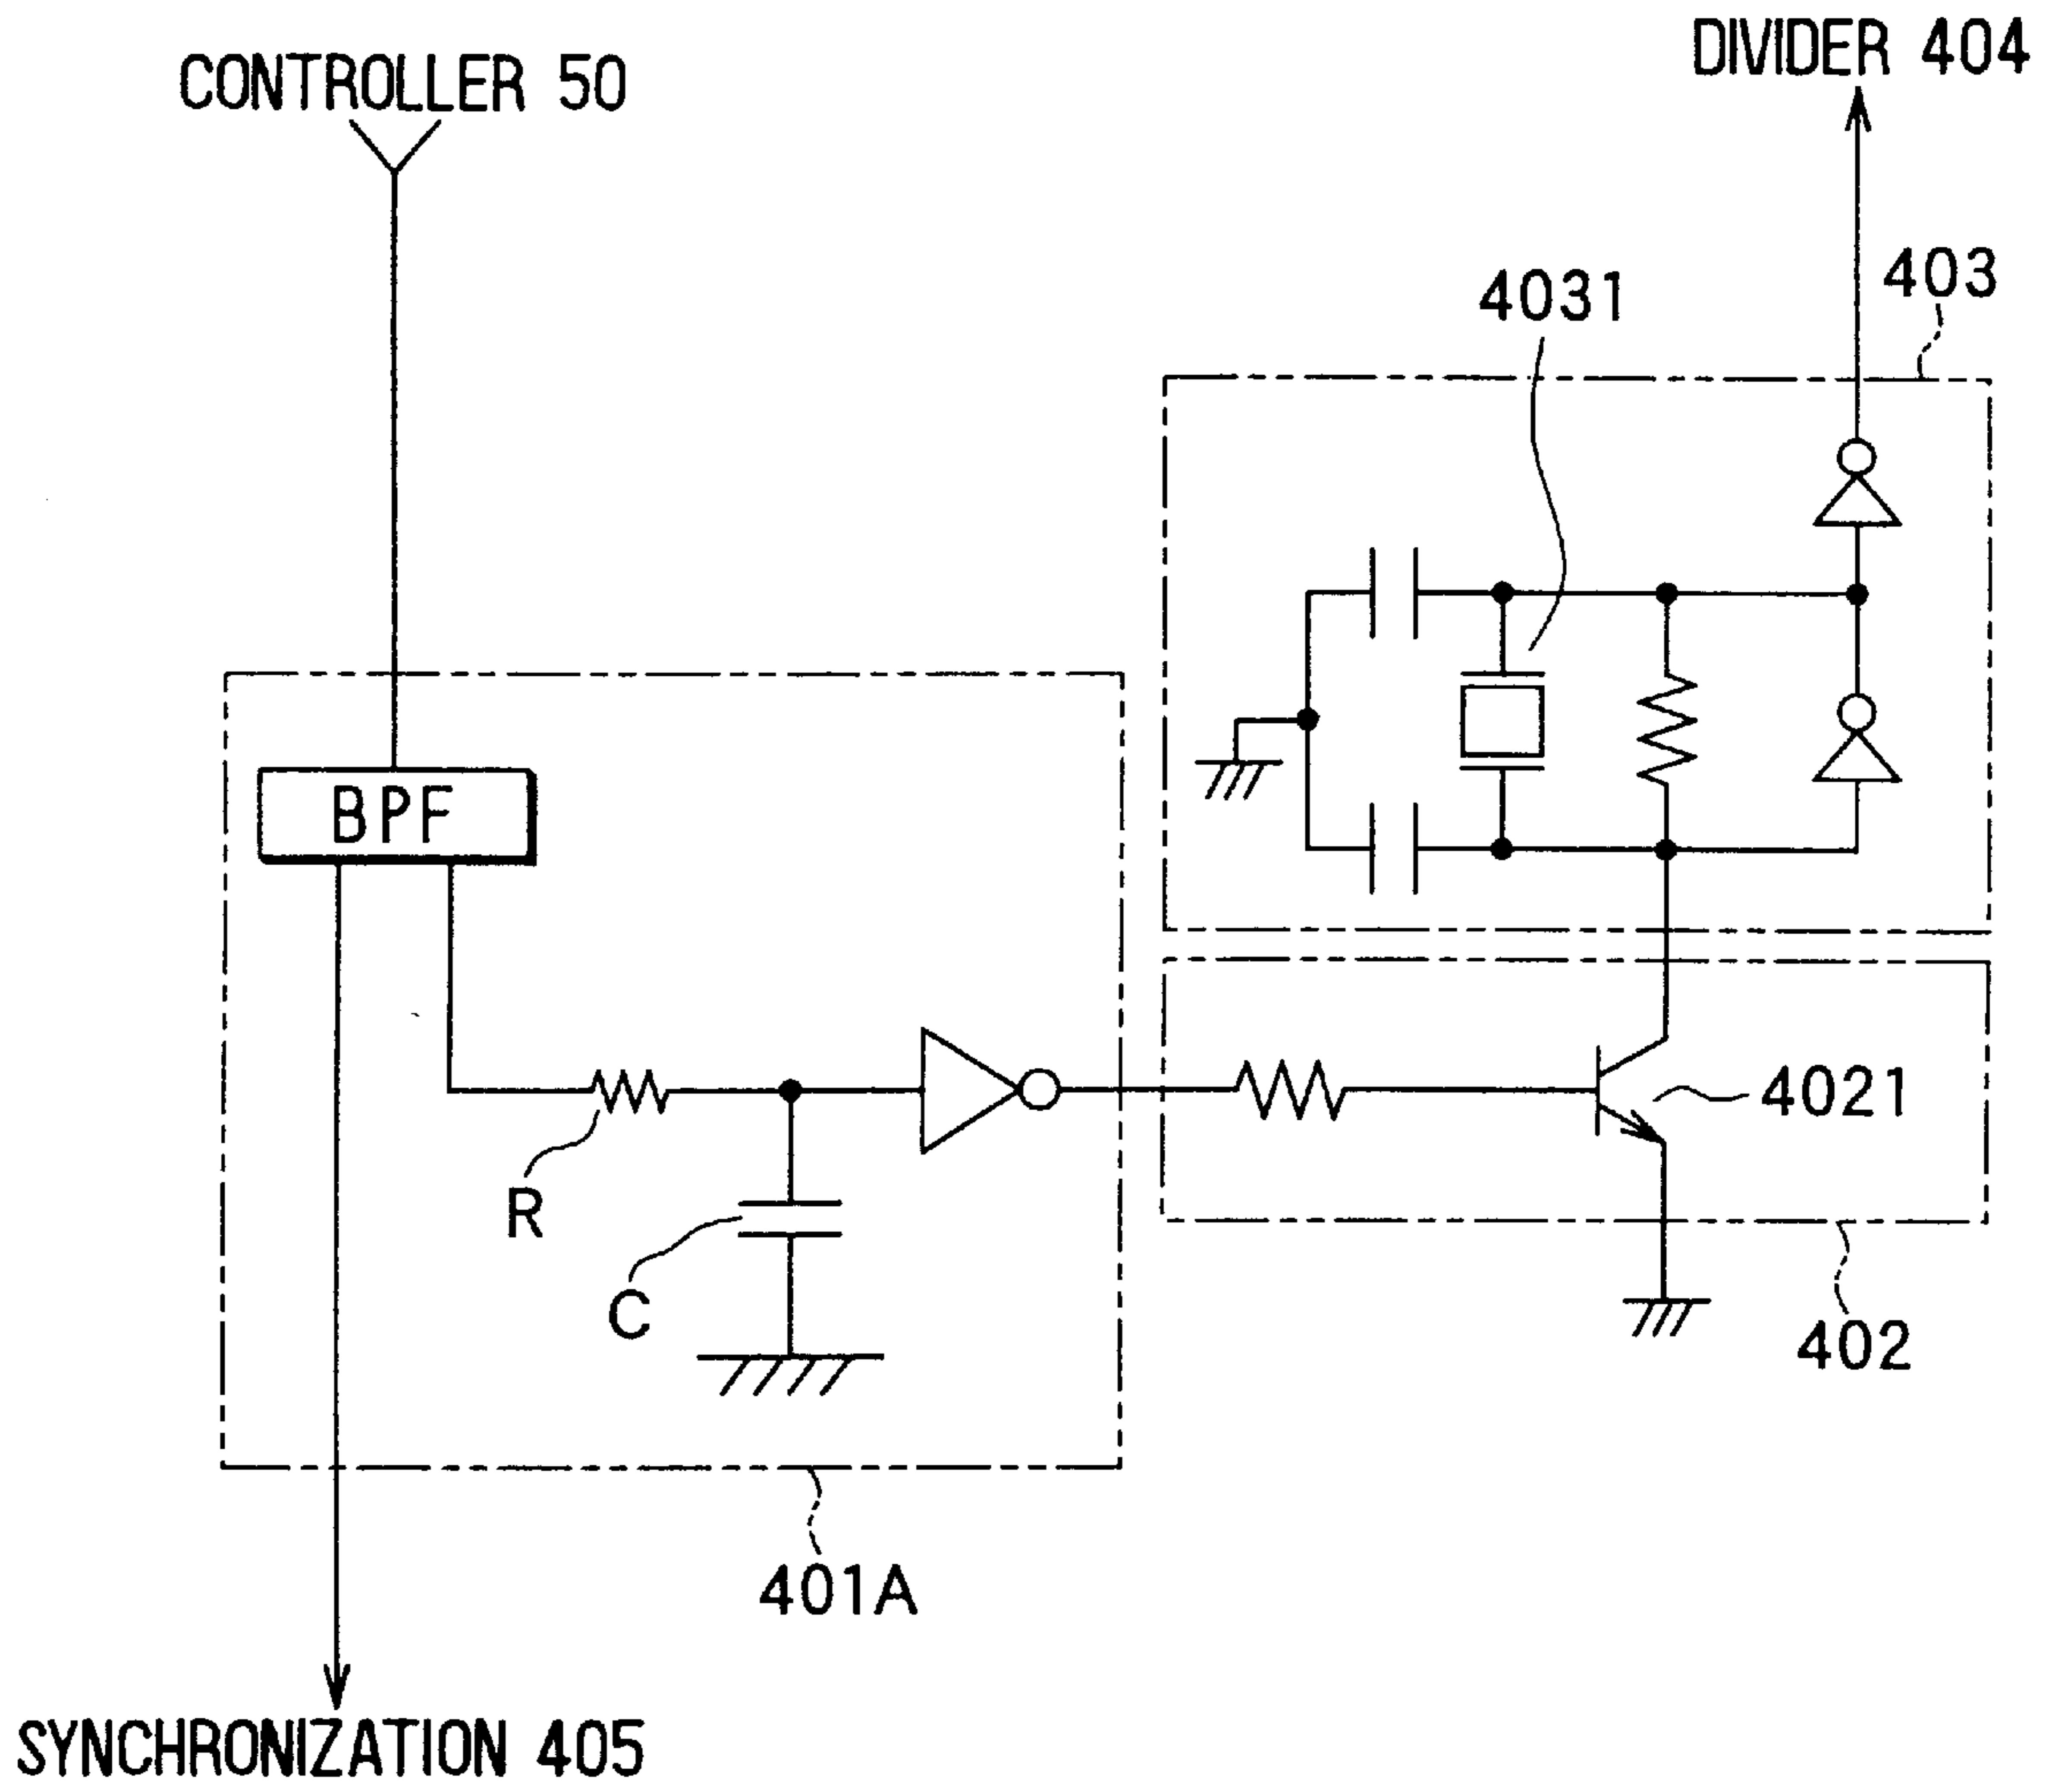 DIVIDER 404
CONTROLLER 50
403
4031
BPF
4021
R
C
402
401A
SYNCHRONIZATION 405